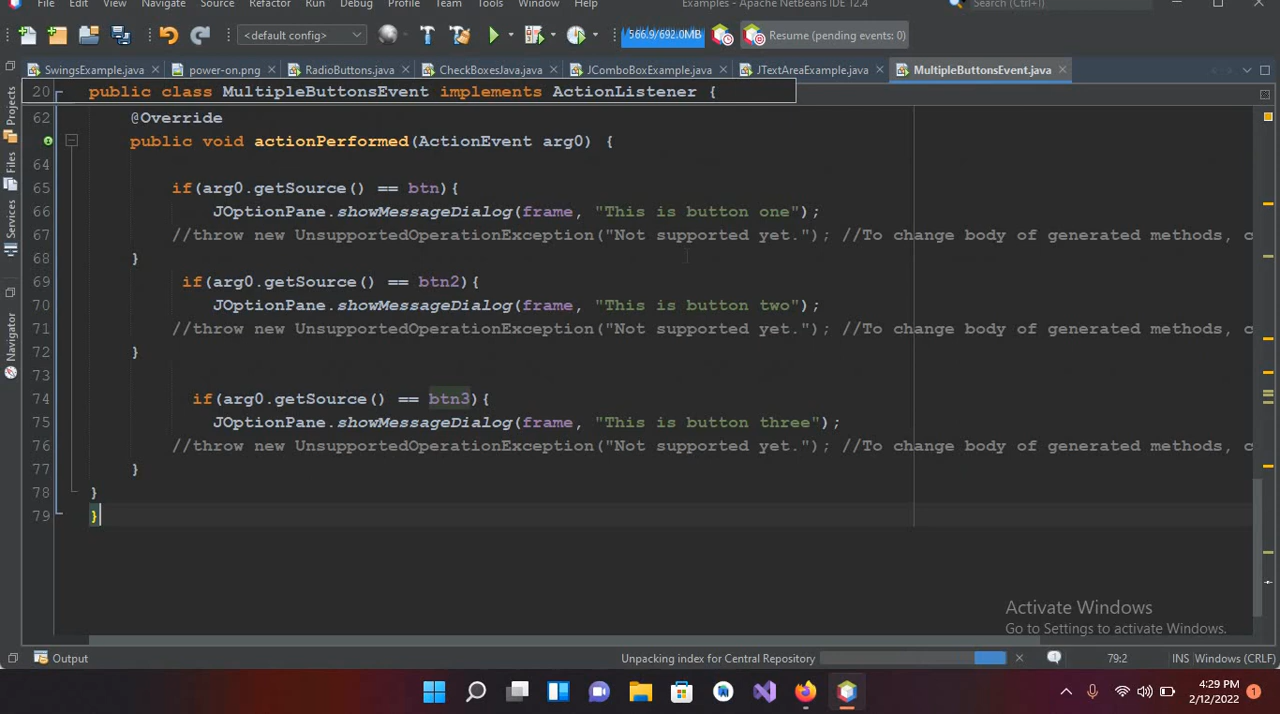 File Edit View Navigate Source Refactor Run Debug Profile Team Tools Window Help Examples - Apache NetBeans IDE 12.4 Search (Ctrl+I)
<default config> 566.9/692.0MB Resume (pending events: 0)
SwingsExample.java power-on.png RadioButtons.java CheckBoxesJava.java JComboBoxExample.java JTextAreaExample.java MultipleButtonsEvent.java
20 public class MultipleButtonsEvent implements ActionListener {
62 @Override
public void actionPerformed(ActionEvent arg0) {
64
65 if(arg0.getSource() == btn){
66 JOptionPane.showMessageDialog(frame, "This is button one");
67 //throw new UnsupportedOperationException("Not supported yet."); //To change body of generated methods, c
68 }
69 if(arg0.getSource() == btn2){
70 JOptionPane.showMessageDialog(frame, "This is button two");
71 //throw new UnsupportedOperationException("Not supported yet."); //To change body of generated methods, c
72 }
73
74 if(arg0.getSource() == btn3){
75 JOptionPane.showMessageDialog(frame, "This is button three");
76 //throw new UnsupportedOperationException("Not supported yet."); //To change body of generated methods, c
77 }
78 }
79 }
Projects
Files
Services
Navigator
Activate Windows
Go to Settings to activate Windows.
Output Unpacking index for Central Repository 1 79:2 INS Windows (CRLF)
4:29 PM
2/12/2022 1